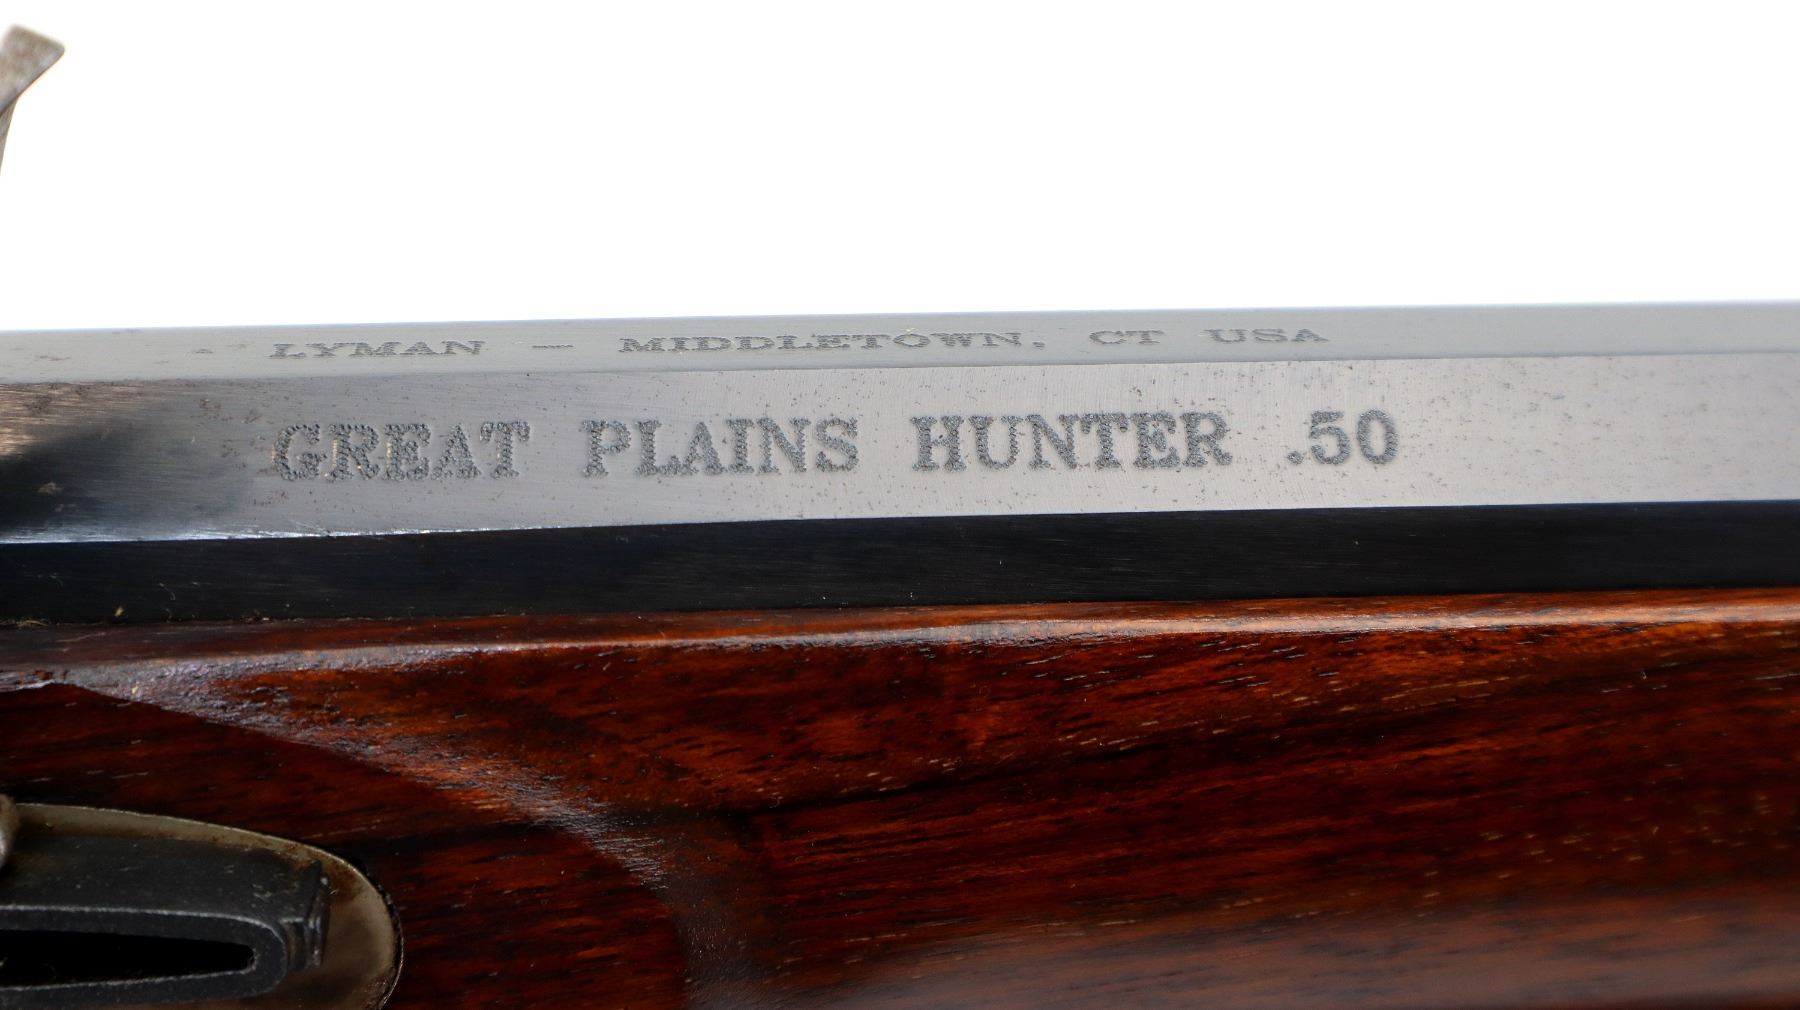 LYMAN — MIDDLETOWN, CT USA
GREAT PLAINS HUNTER .50